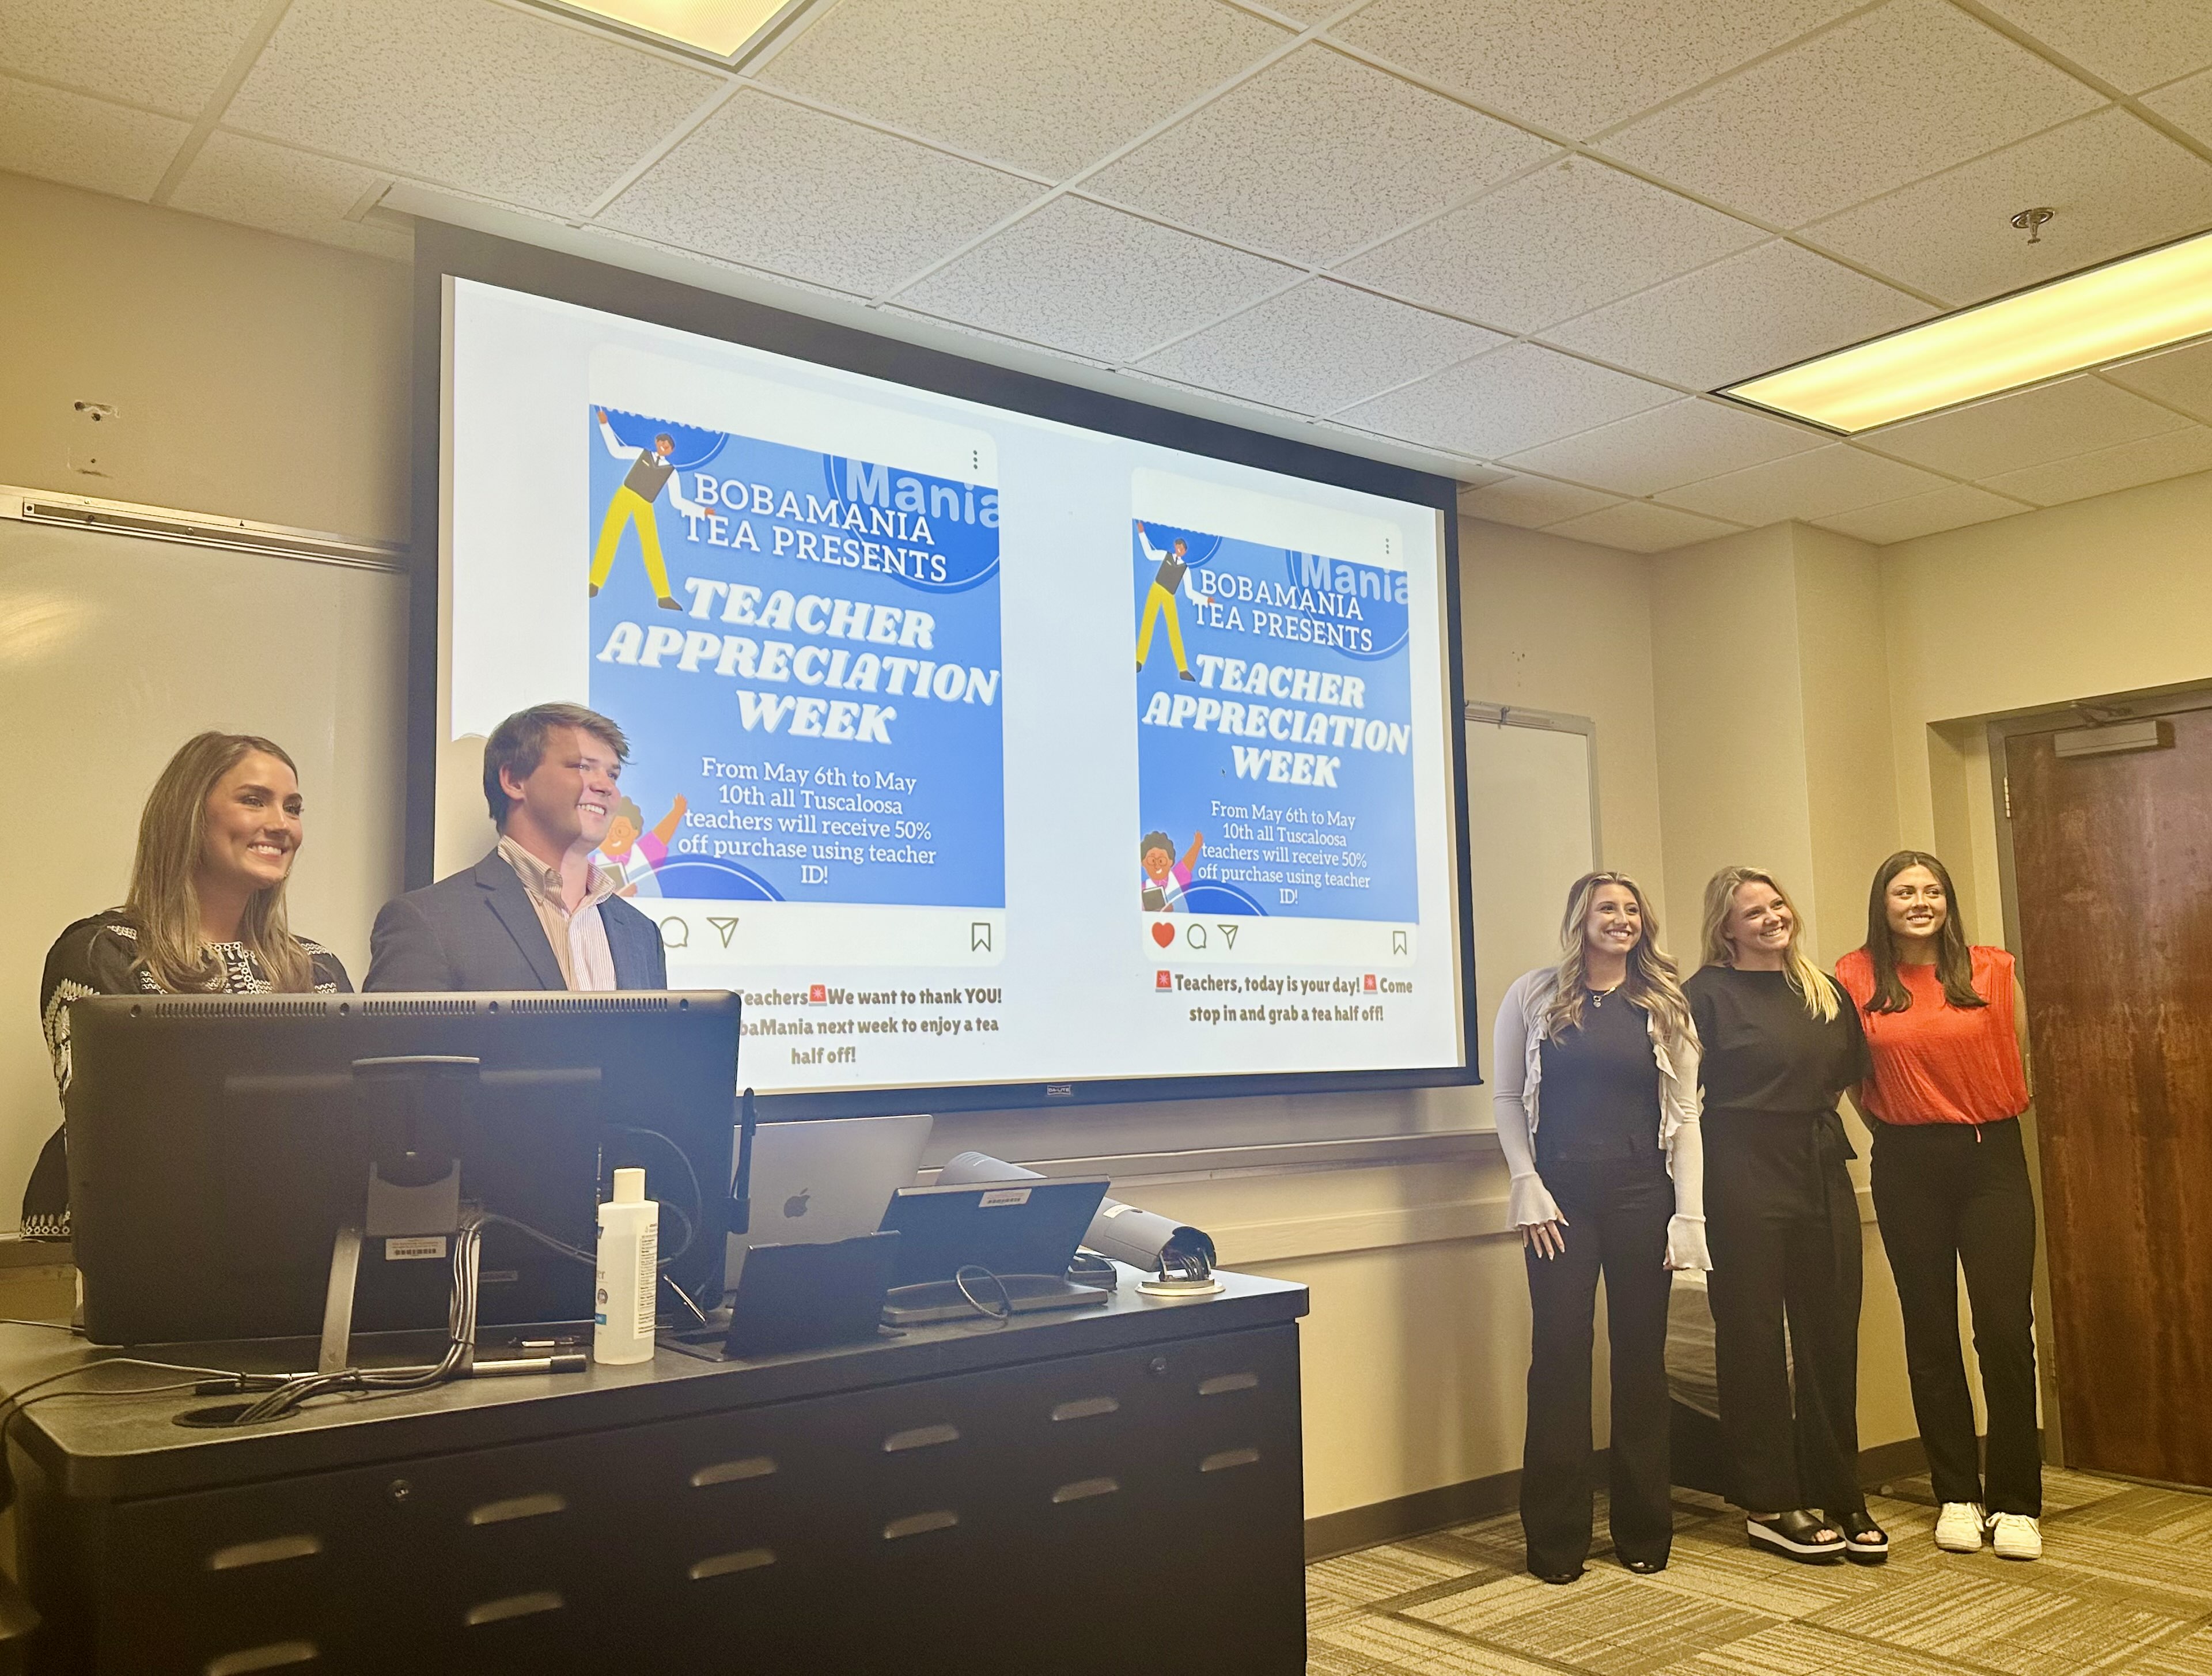 Mania
BOBAMANIA
TEA PRESENTS
TEACHER
APPRECIATION
WEEK
From May 6th to May
10th all Tuscaloosa
teachers will receive 50%
off purchase using teacher
ID!
Teachers🚨We want to thank YOU!
baMania next week to enjoy a tea
half off!
Mania
BOBAMANIA
TEA PRESENTS
TEACHER
APPRECIATION
WEEK
From May 6th to May
10th all Tuscaloosa
teachers will receive 50%
off purchase using teacher
ID!
🚨Teachers, today is your day!🚨Come
stop in and grab a tea half off!
DA-LITE